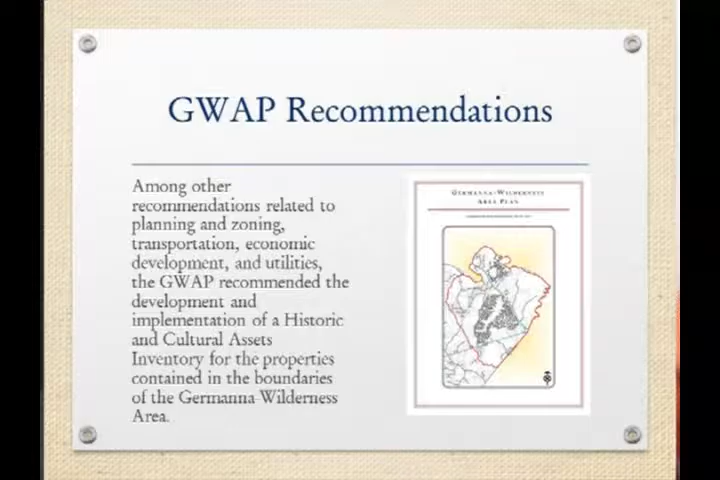 GWAP Recommendations
Among other
recommendations related to
planning and zoning,
transportation, economic
development, and utilities,
the GWAP recommended the
development and
implementation of a Historic
and Cultural Assets
Inventory for the properties
contained in the boundaries
of the Germanna-Wilderness
Area.
GERMANNA-WILDERNESS
AREA PLAN